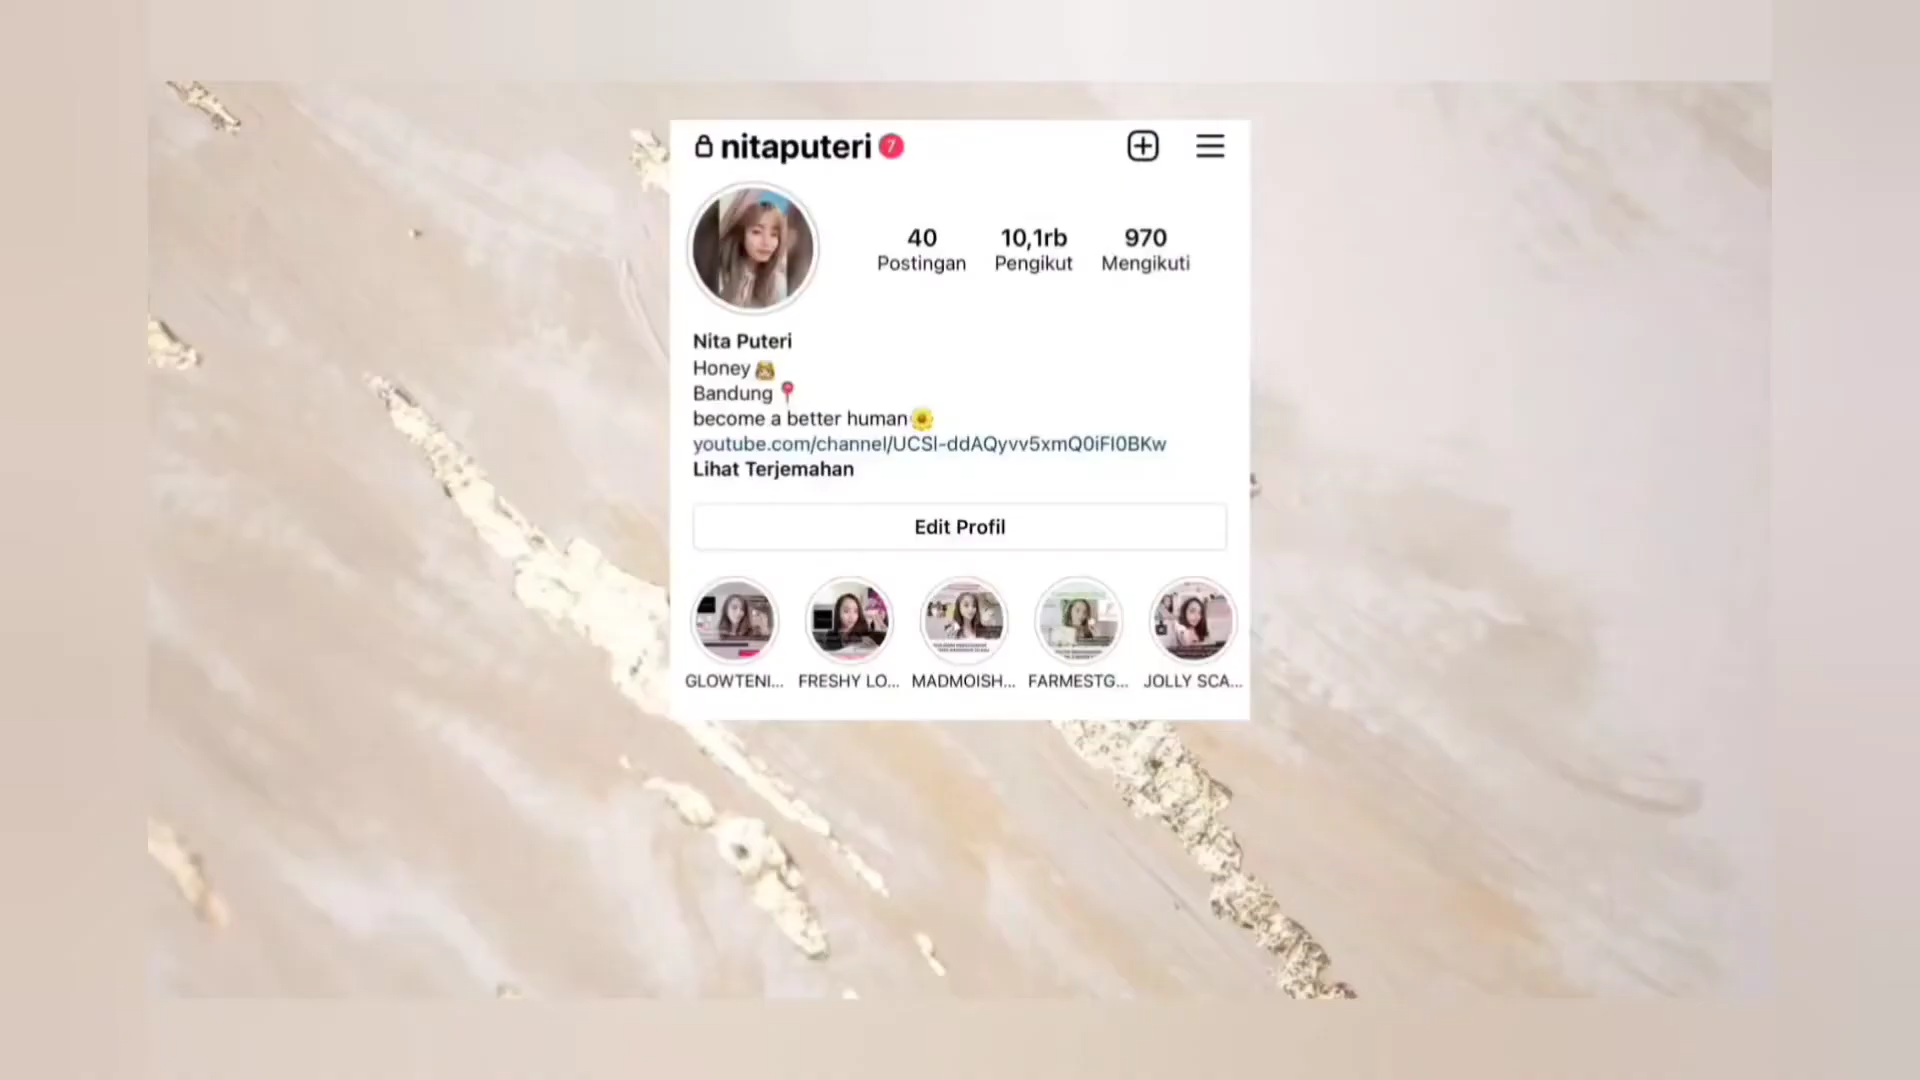 nitaputeri 7
40 10,1rb 970
Postingan Pengikut Mengikuti
Nita Puteri
Honey
Bandung
become a better human
youtube.com/channel/UCSI-ddAQyvv5xmQ0iFI0BKw
Lihat Terjemahan
Edit Profil
GLOWTENI... FRESHY LO... MADMOISH... FARMESTG... JOLLY SCA...